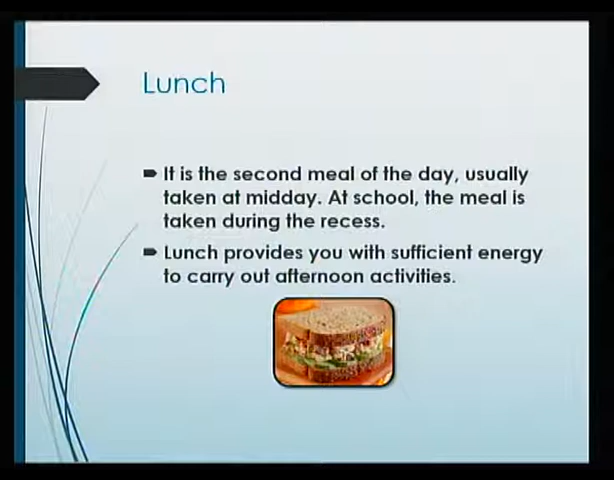 Lunch
It is the second meal of the day, usually
taken at midday. At school, the meal is
taken during the recess.
Lunch provides you with sufficient energy
to carry out afternoon activities.